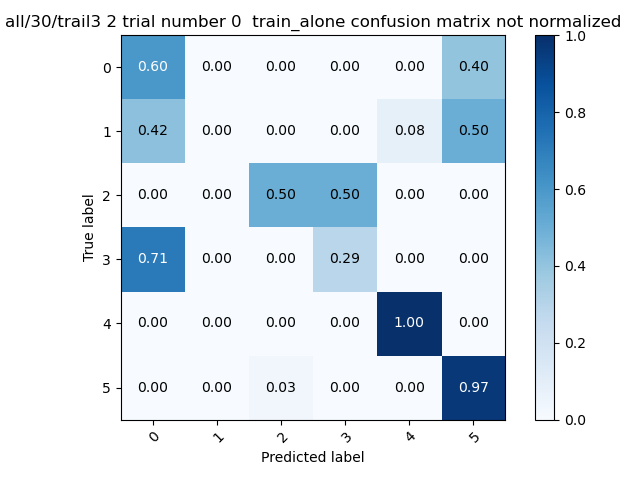 all/30/trail3 2 trial number 0  train_alone confusion matrix not normalized
0 0.60 0.00 0.00 0.00 0.00 0.40
1 0.42 0.00 0.00 0.00 0.08 0.50
2 0.00 0.00 0.50 0.50 0.00 0.00
3 0.71 0.00 0.00 0.29 0.00 0.00
4 0.00 0.00 0.00 0.00 1.00 0.00
5 0.00 0.00 0.03 0.00 0.00 0.97
0 1 2 3 4 5
True label
Predicted label
1.0
0.8
0.6
0.4
0.2
0.0